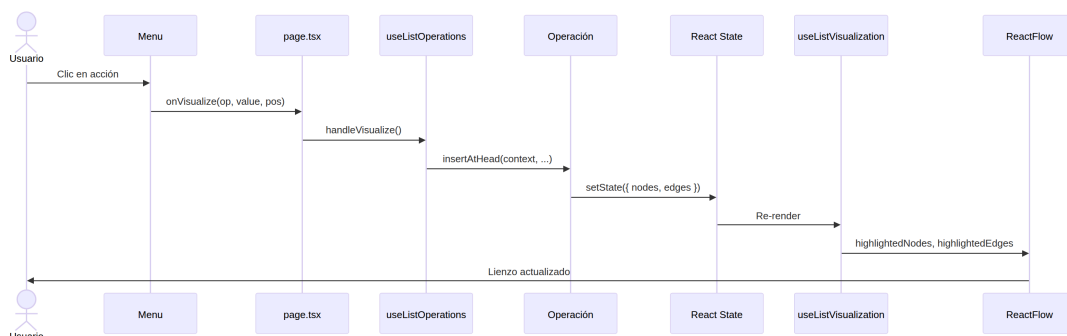 Usuario
Menu
page.tsx
useListOperations
Operación
React State
useListVisualization
ReactFlow
Clic en acción
onVisualize(op, value, pos)
handleVisualize()
insertAtHead(context, ...)
setState({ nodes, edges })
Re-render
highlightedNodes, highlightedEdges
Lienzo actualizado
Usuario
Menu
page.tsx
useListOperations
Operación
React State
useListVisualization
ReactFlow